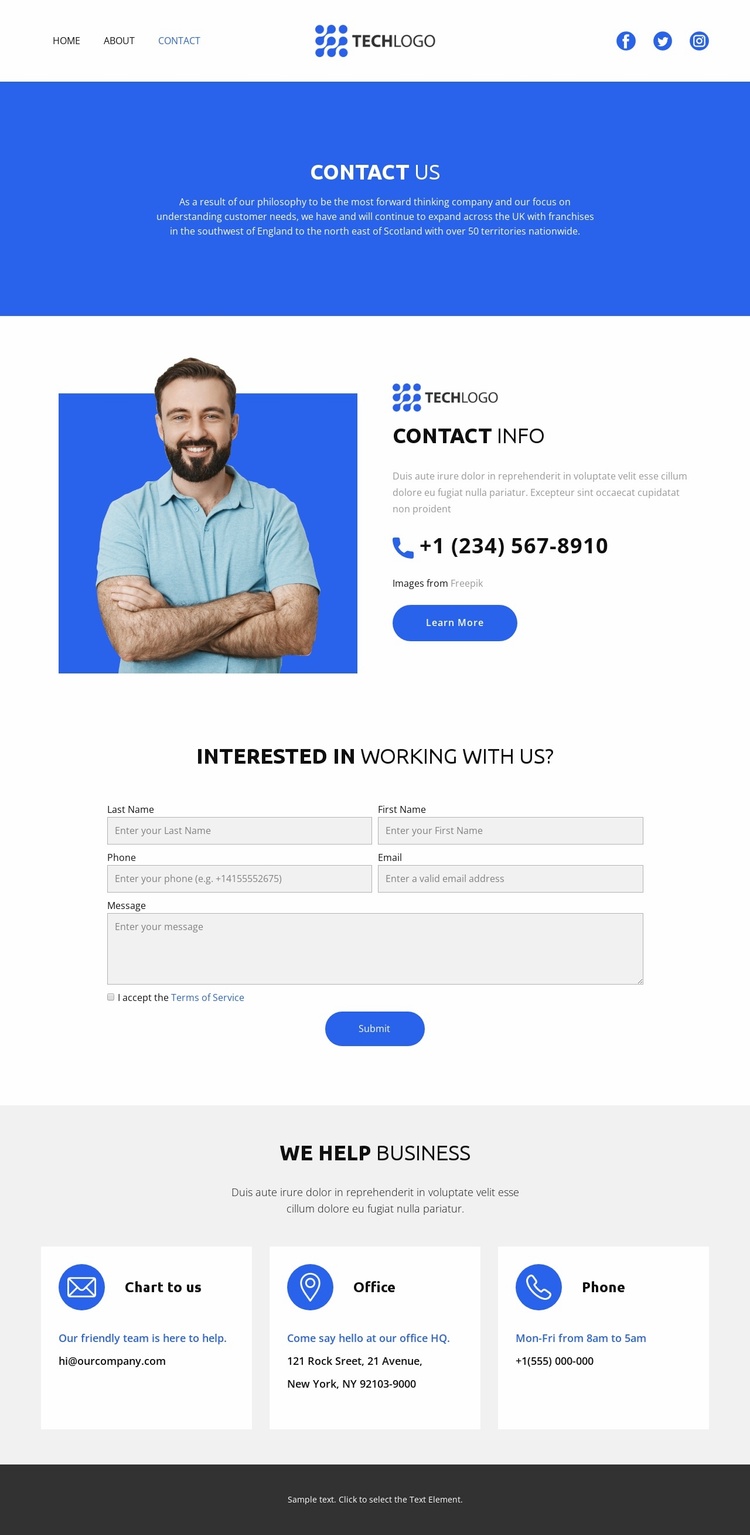 HOME ABOUT CONTACT
TECHLOGO
CONTACT US
As a result of our philosophy to be the most forward thinking company and our focus on
understanding customer needs, we have and will continue to expand across the UK with franchises
in the southwest of England to the north east of Scotland with over 50 territories nationwide.
TECHLOGO
CONTACT INFO
Duis aute irure dolor in reprehenderit in voluptate velit esse cillum
dolore eu fugiat nulla pariatur. Excepteur sint occaecat cupidatat
non proident
+1 (234) 567-8910
Images from Freepik
Learn More
INTERESTED IN WORKING WITH US?
Last Name
Enter your Last Name
First Name
Enter your First Name
Phone
Enter your phone (e.g. +14155552675)
Email
Enter a valid email address
Message
Enter your message
I accept the Terms of Service
Submit
WE HELP BUSINESS
Duis aute irure dolor in reprehenderit in voluptate velit esse
cillum dolore eu fugiat nulla pariatur.
Chart to us
Our friendly team is here to help.
hi@ourcompany.com
Office
Come say hello at our office HQ.
121 Rock Sreet, 21 Avenue,
New York, NY 92103-9000
Phone
Mon-Fri from 8am to 5am
+1(555) 000-000
Sample text. Click to select the Text Element.